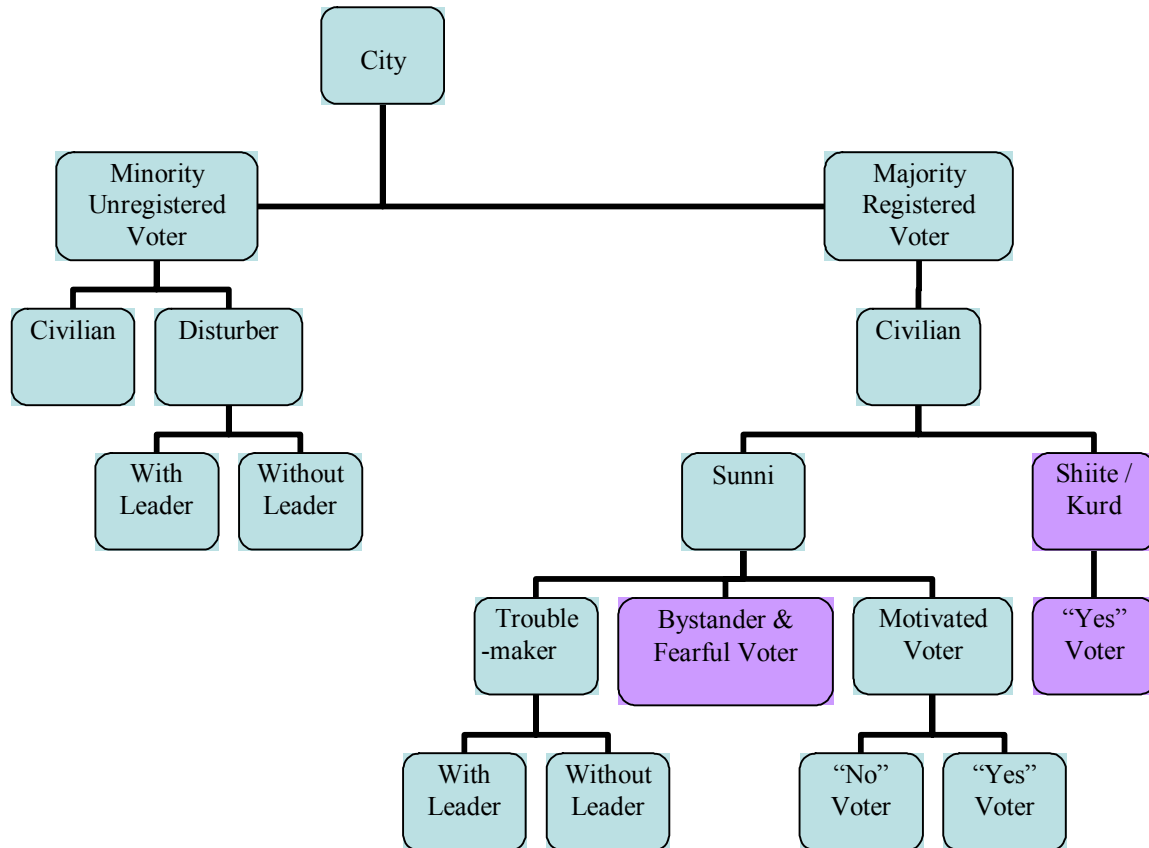 City
Minority
Unregistered
Voter
Majority
Registered
Voter
Civilian
Disturber
Civilian
With
Leader
Without
Leader
Sunni
Shiite /
Kurd
Trouble
-maker
Bystander &
Fearful Voter
Motivated
Voter
“Yes”
Voter
With
Leader
Without
Leader
“No”
Voter
“Yes”
Voter